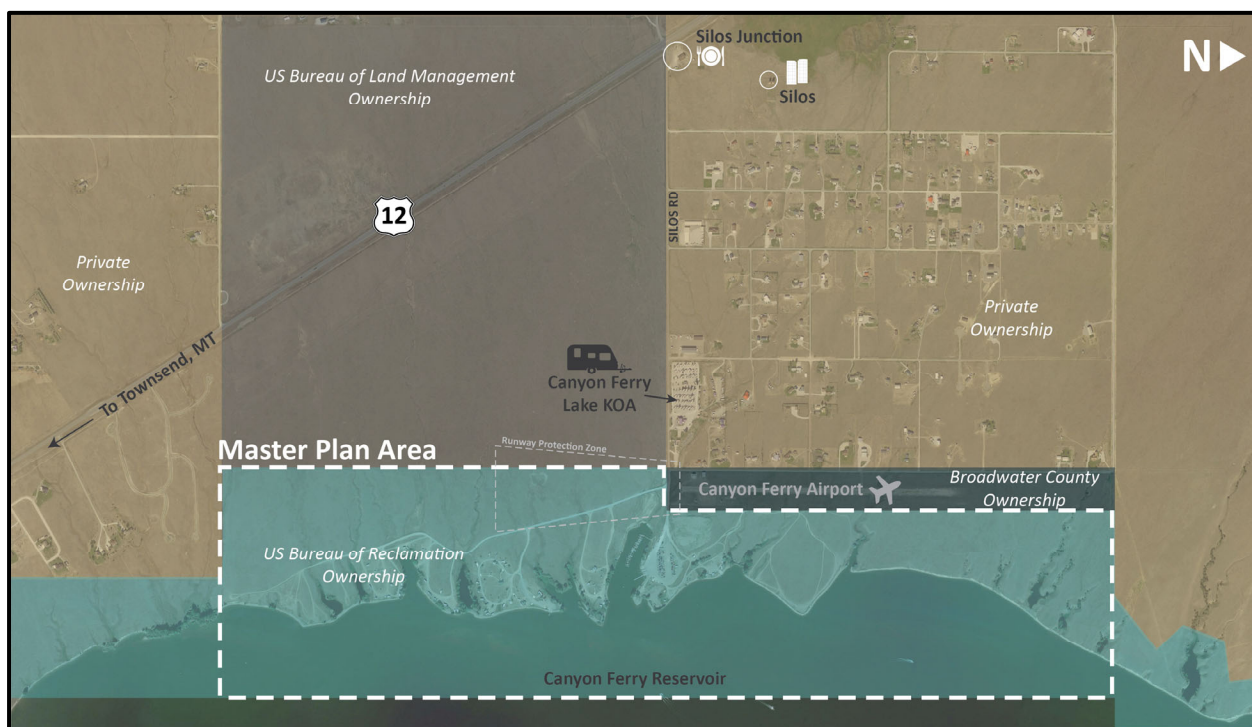 Silos Junction
N
US Bureau of Land Management
Ownership
Silos
12
SILOS RD
Private
Ownership
Private
Ownership
To Townsend, MT
Canyon Ferry
Lake KOA
Master Plan Area
Runway Protection Zone
Canyon Ferry Airport
Broadwater County
Ownership
US Bureau of Reclamation
Ownership
Canyon Ferry Reservoir